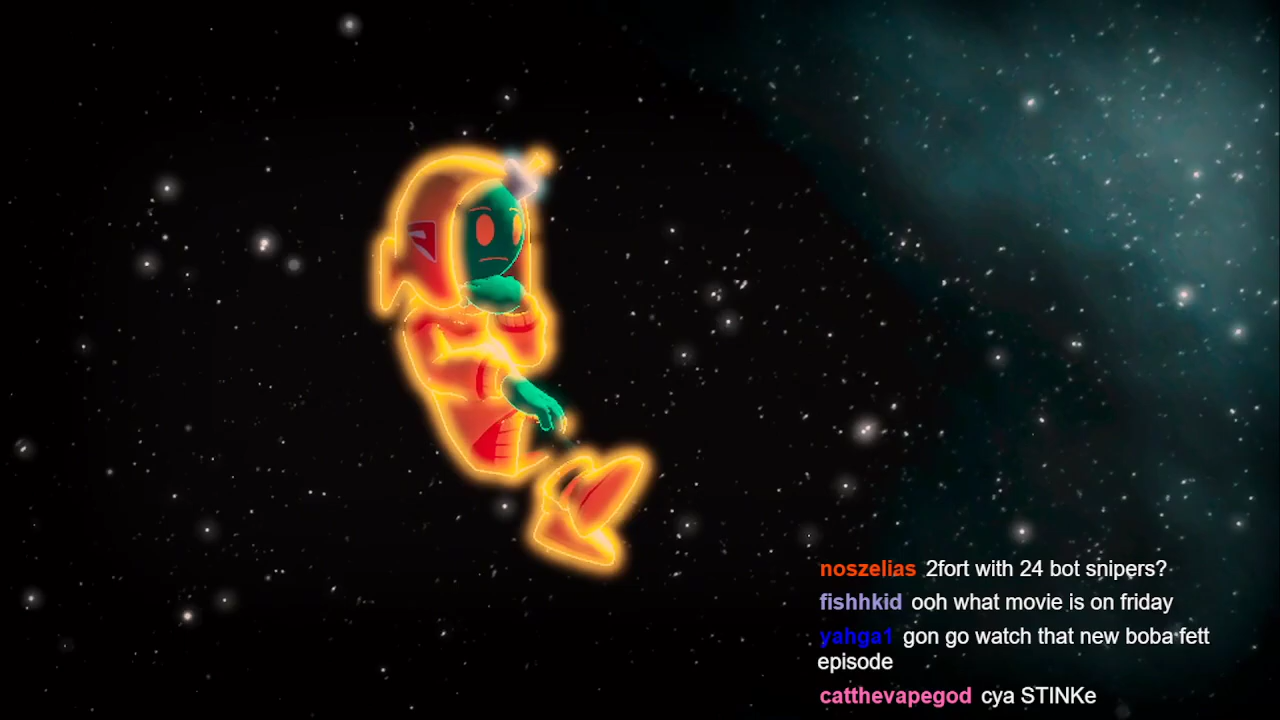 noszelias 2fort with 24 bot snipers?
fishhkid ooh what movie is on friday
yahga1 gon go watch that new boba fett
episode
catthevapegod cya STINKe